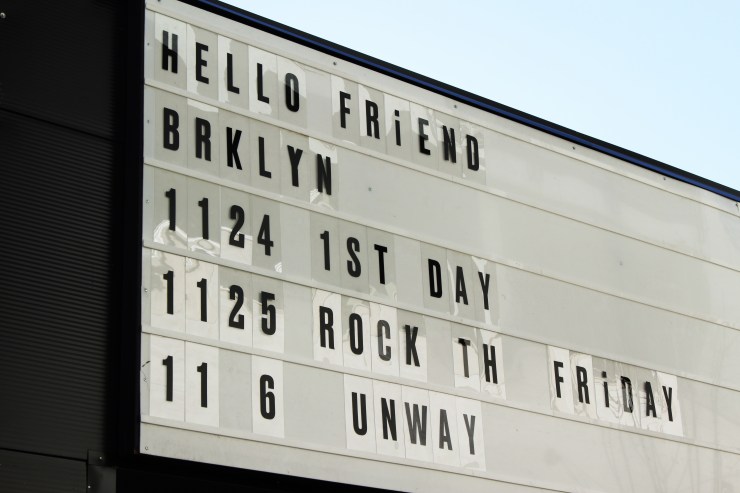 HELLO FRiEND
BRKLYN
1124 1ST DAY
1125 ROCK TH FRiDAY
11 6 UNWAY